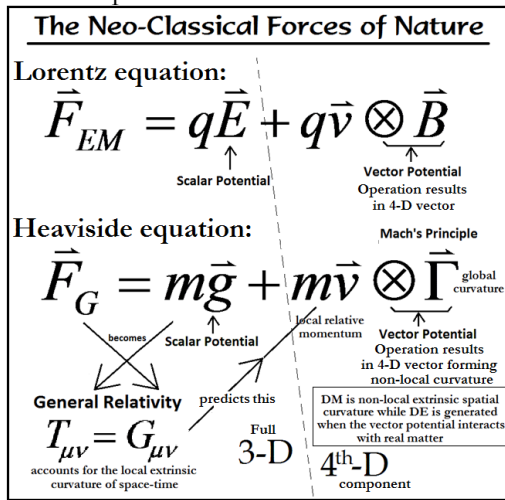 The Neo-Classical Forces of Nature
Lorentz equation:
F⃗_EM = qE⃗ + qv⃗ ⊗ B⃗
Scalar Potential
Vector Potential
Operation results
in 4-D vector
Heaviside equation:
Mach's Principle
F⃗_G = mg⃗ + mv⃗ ⊗ Γ⃗
global
curvature
becomes
Scalar Potential
local relative
momentum
Vector Potential
Operation results
in 4-D vector forming
non-local curvature
General Relativity
predicts this
T_μν = G_μν
accounts for the local extrinsic
curvature of space-time
Full
3-D
DM is non-local extrinsic spatial
curvature while DE is generated
when the vector potential interacts
with real matter
4th-D
component